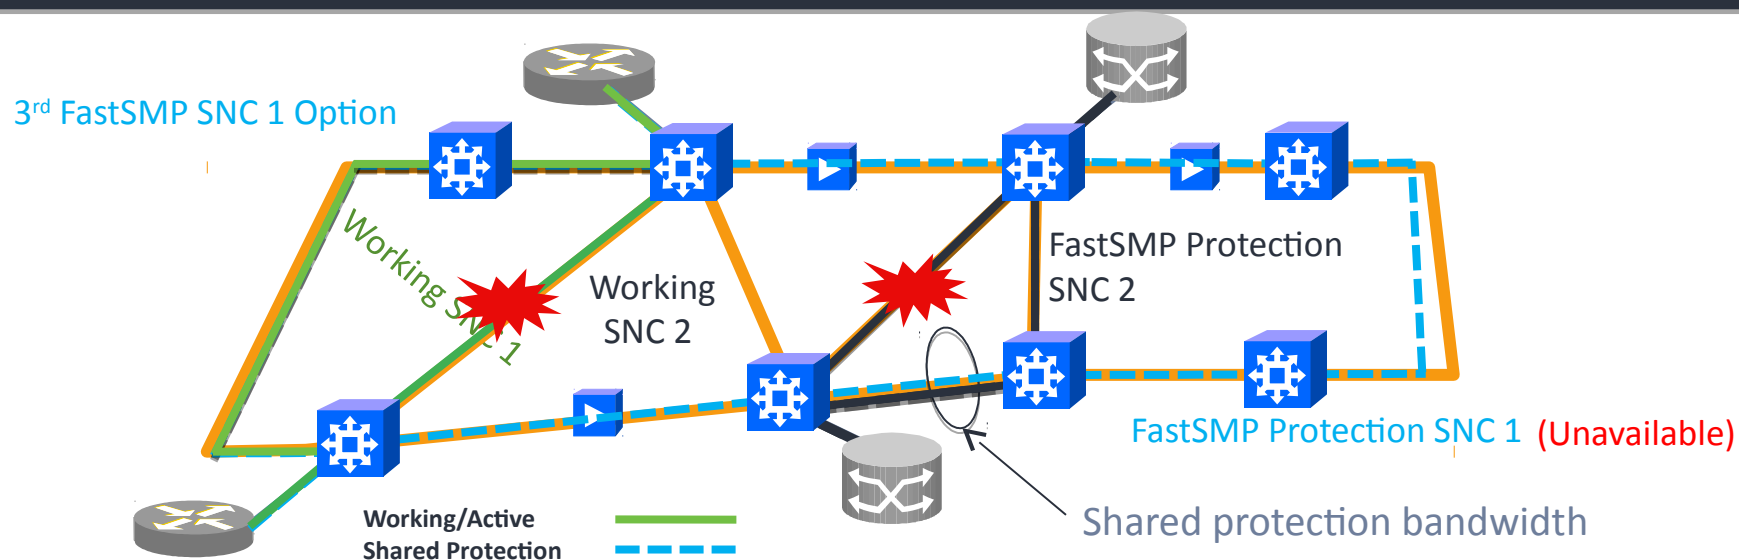 3rd FastSMP SNC 1 Option
Working SNC 1
Working
SNC 2
FastSMP Protection
SNC 2
FastSMP Protection SNC 1 (Unavailable)
Shared protection bandwidth
Working/Active
Shared Protection